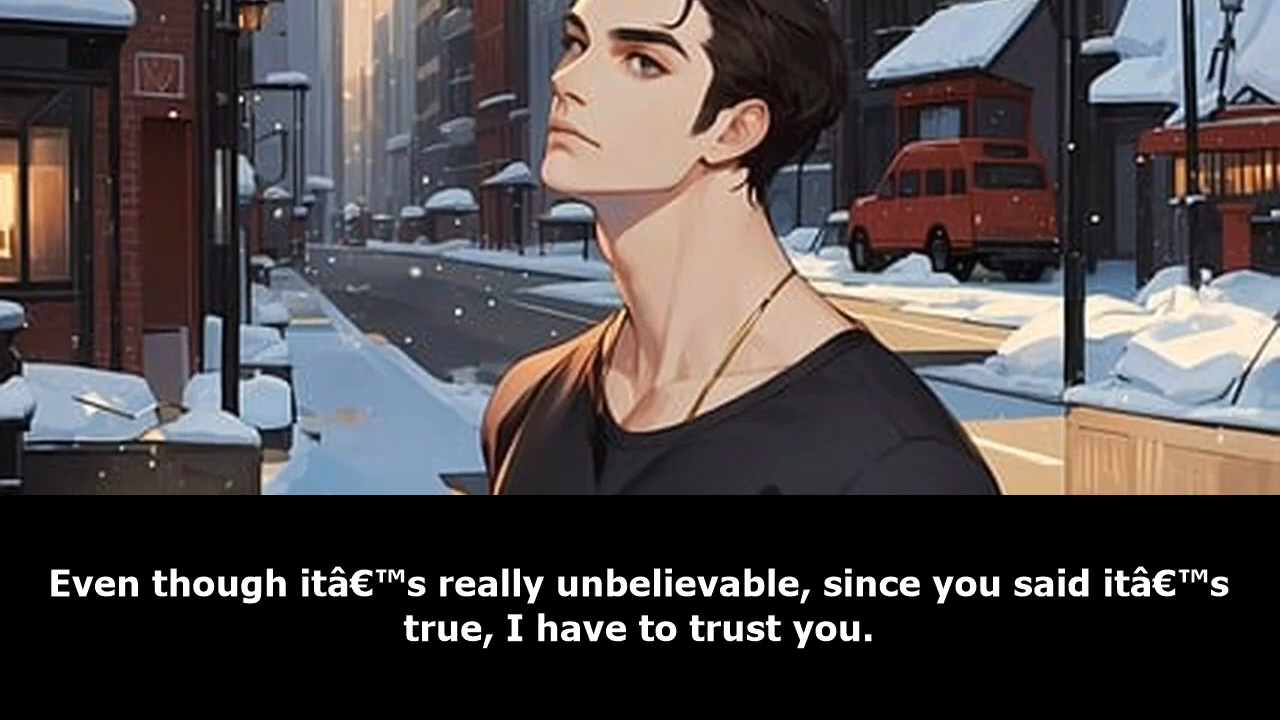 Even though itâ€™s really unbelievable, since you said itâ€™s
true, I have to trust you.